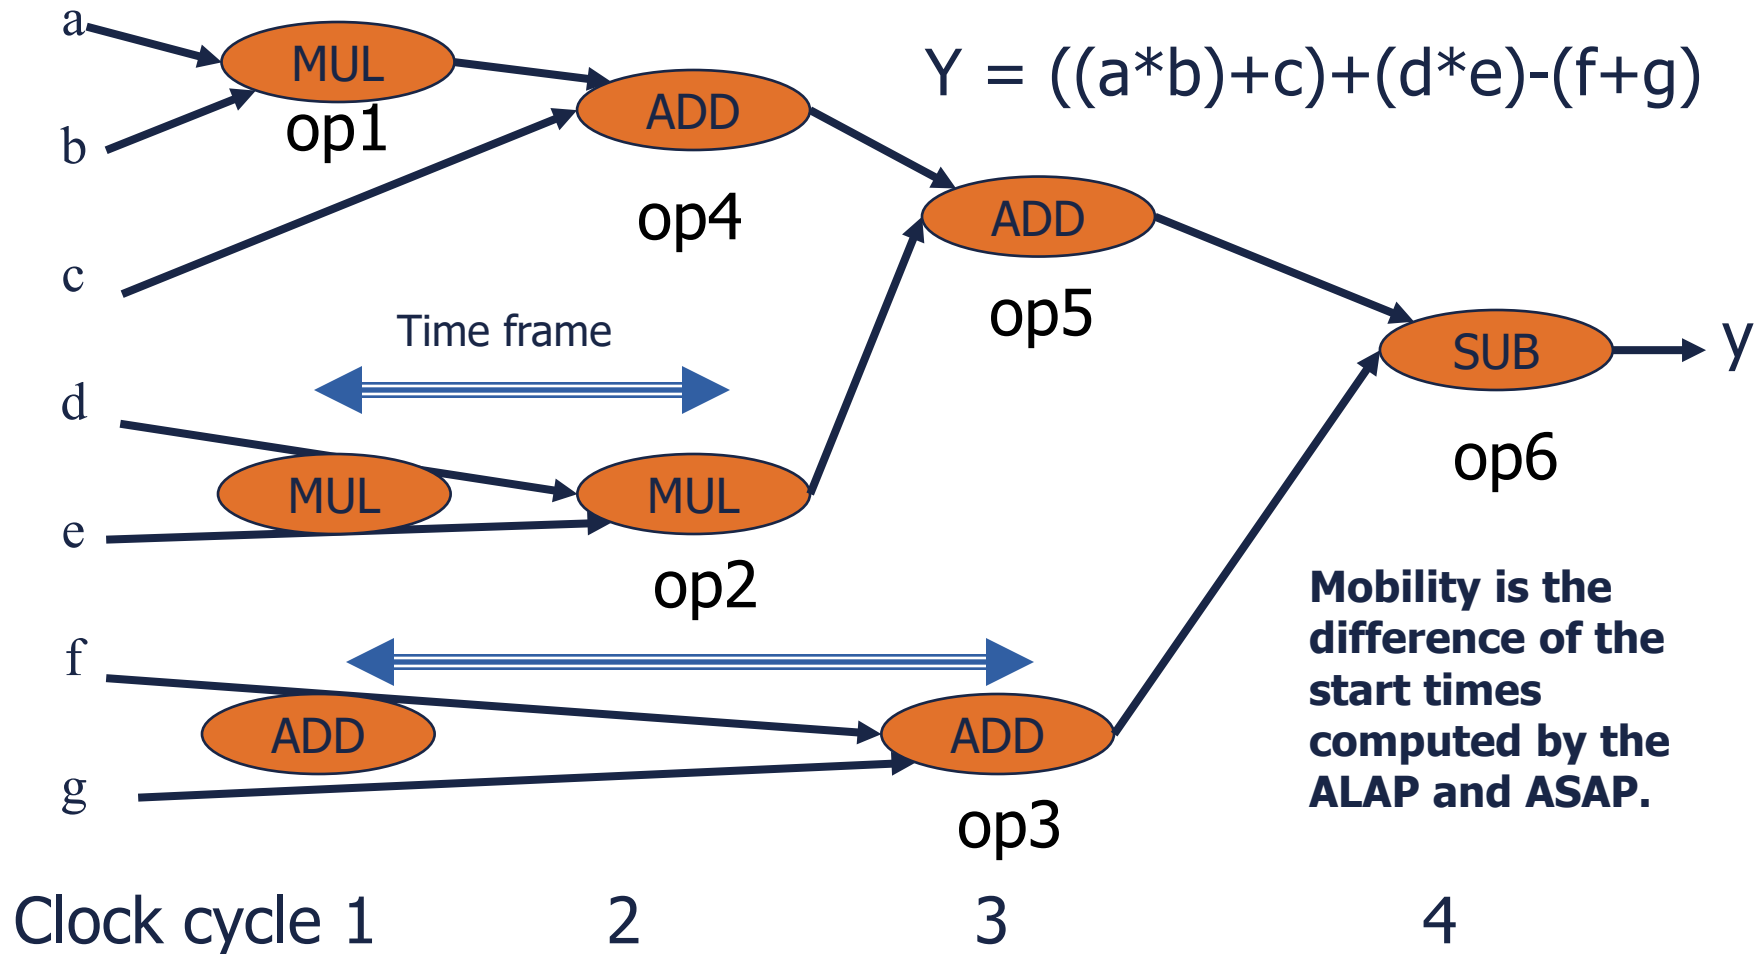 a
MUL
Y = ((a*b)+c)+(d*e)-(f+g)
ADD
b
op1
op4
ADD
c
op5
Time frame
SUB
y
d
op6
MUL
MUL
e
op2
Mobility is the
difference of the
start times
computed by the
ALAP and ASAP.
f
ADD
ADD
g
op3
Clock cycle 1 2 3 4